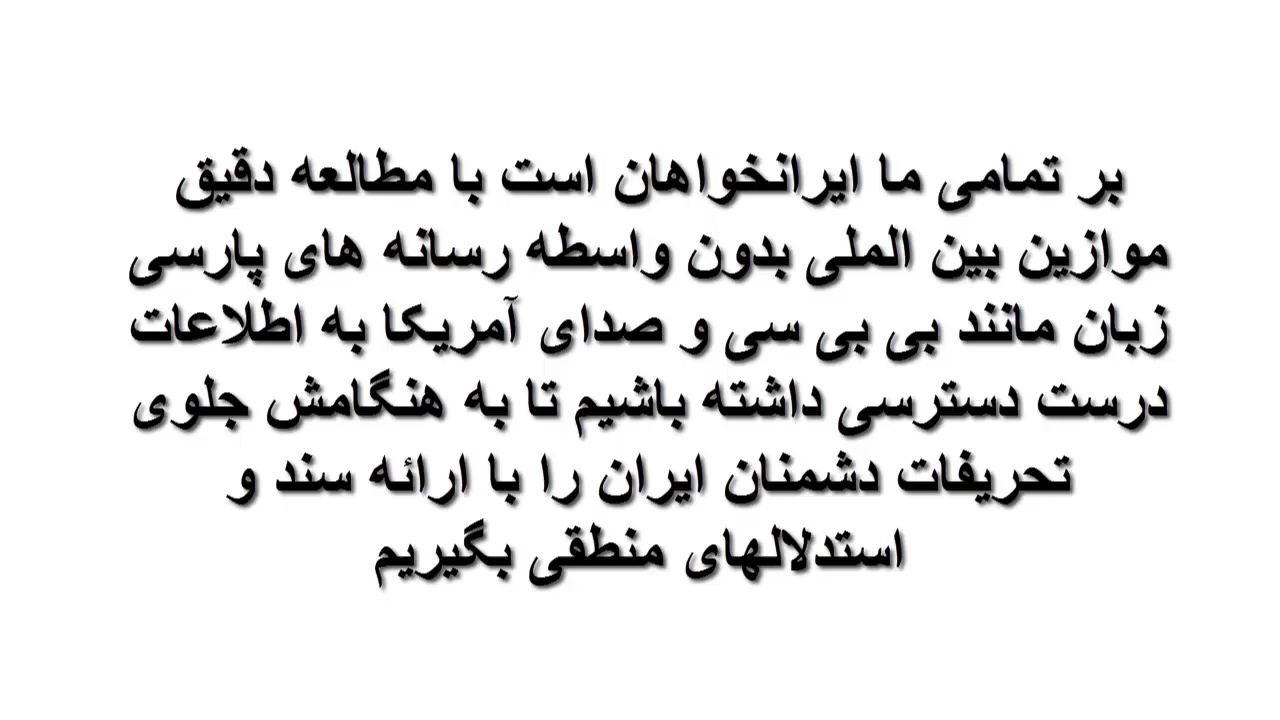 بر تمامی ما ایرانخواهان است با مطالعه دقیق
موازین بین المللی بدون واسطه رسانه های پارسی
زبان مانند بی بی سی و صدای آمریکا به اطلاعات
درست دسترسی داشته باشیم تا به هنگامش جلوی
تحریفات دشمنان ایران را با ارائه سند و
استدلالهای منطقی بگیریم